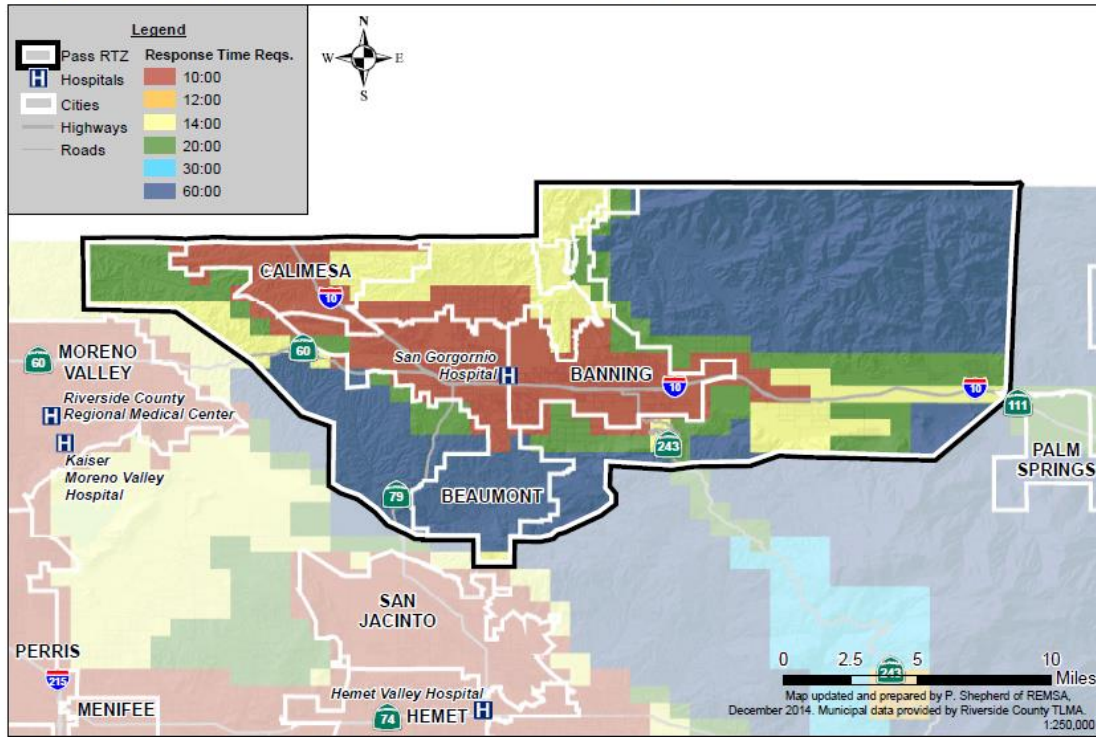 Legend
Pass RTZ
Hospitals
Cities
Highways
Roads
Response Time Reqs.
10:00
12:00
14:00
20:00
30:00
60:00
N
W
E
S
H
CALIMESA
10
60
San Gorgornio
Hospital
H
BANNING
10
10
60
MORENO
VALLEY
Riverside County
Regional Medical Center
H
H
Kaiser
Moreno Valley
Hospital
111
243
PALM
SPRINGS
79
BEAUMONT
SAN
JACINTO
PERRIS
215
MENIFEE
Hemet Valley Hospital
74
HEMET
H
0 2.5 5 10
243
Miles
Map updated and prepared by P. Shepherd of REMSA,
December 2014. Municipal data provided by Riverside County TLMA.
1:250,000